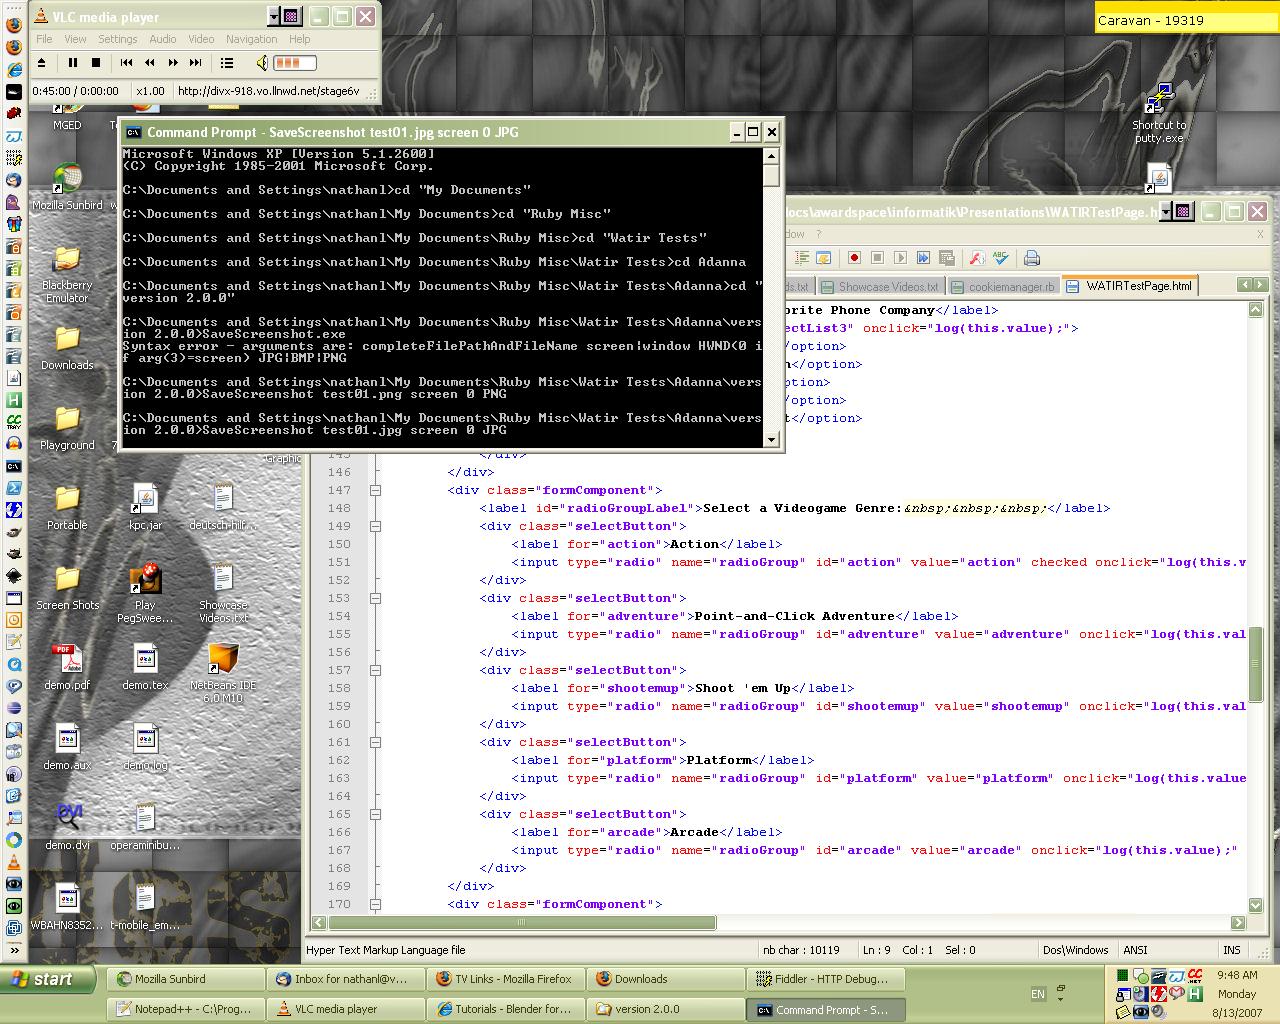 VLC media player
File View Settings Audio Video Navigation Help
0:45:00 / 0:00:00 x1.00 http://divx-918.vo.llnwd.net/stage6v
Caravan - 19319
Shortcut to putty.exe
MGED
Mozilla Sunbird
Blackberry Emulator
Downloads
Playground
Portable
kpc.jar
deutsch-hilf...
Screen Shots
Play PegSwee...
Showcase Videos.txt
demo.pdf
demo.tex
NetBeans IDE 6.0 M10
demo.aux
demo.log
demo.dvi
operaminibu...
WBAHN8352...
t-mobile_em...
Command Prompt - SaveScreenshot test01.jpg screen 0 JPG
Microsoft Windows XP [Version 5.1.2600]
(C) Copyright 1985-2001 Microsoft Corp.
C:\Documents and Settings\nathanl>cd "My Documents"
C:\Documents and Settings\nathanl\My Documents>cd "Ruby Misc"
C:\Documents and Settings\nathanl\My Documents\Ruby Misc>cd "Watir Tests"
C:\Documents and Settings\nathanl\My Documents\Ruby Misc\Watir Tests>cd Adanna
C:\Documents and Settings\nathanl\My Documents\Ruby Misc\Watir Tests\Adanna>cd "
version 2.0.0"
C:\Documents and Settings\nathanl\My Documents\Ruby Misc\Watir Tests\Adanna\vers
ion 2.0.0>SaveScreenshot.exe
Syntax error - arguments are: completeFilePathAndFileName screen|window HWND(0 i
f arg(3)=screen) JPG|BMP|PNG
C:\Documents and Settings\nathanl\My Documents\Ruby Misc\Watir Tests\Adanna\vers
ion 2.0.0>SaveScreenshot test01.png screen 0 PNG
C:\Documents and Settings\nathanl\My Documents\Ruby Misc\Watir Tests\Adanna\vers
ion 2.0.0>SaveScreenshot test01.jpg screen 0 JPG
docs\awardspace\informatik\Presentations\WATIRTestPage.h
dow ? X
ds.txt Showcase Videos.txt cookiemanager.rb WATIRTestPage.html
orite Phone Company</label>
ectList3" onclick="log(this.value);">
/option>
n</option>
ption>
</option>
t</option>
145 </div>
146 </div>
147 <div class="formComponent">
148 <label id="radioGroupLabel">Select a Videogame Genre:&nbsp;&nbsp;&nbsp;</label>
149 <div class="selectButton">
150 <label for="action">Action</label>
151 <input type="radio" name="radioGroup" id="action" value="action" checked onclick="log(this.v
152 </div>
153 <div class="selectButton">
154 <label for="adventure">Point-and-Click Adventure</label>
155 <input type="radio" name="radioGroup" id="adventure" value="adventure" onclick="log(this.val
156 </div>
157 <div class="selectButton">
158 <label for="shootemup">Shoot 'em Up</label>
159 <input type="radio" name="radioGroup" id="shootemup" value="shootemup" onclick="log(this.val
160 </div>
161 <div class="selectButton">
162 <label for="platform">Platform</label>
163 <input type="radio" name="radioGroup" id="platform" value="platform" onclick="log(this.value
164 </div>
165 <div class="selectButton">
166 <label for="arcade">Arcade</label>
167 <input type="radio" name="radioGroup" id="arcade" value="arcade" onclick="log(this.value);"
168 </div>
169 </div>
170 <div class="formComponent">
Hyper Text Markup Language file nb char : 10119 Ln : 9 Col : 1 Sel : 0 Dos\Windows ANSI INS
start
Mozilla Sunbird Inbox for nathanl@v... TV Links - Mozilla Firefox Downloads Fiddler - HTTP Debug...
Notepad++ - C:\Prog... VLC media player Tutorials - Blender for... version 2.0.0 Command Prompt - S...
EN
9:48 AM
Monday
8/13/2007